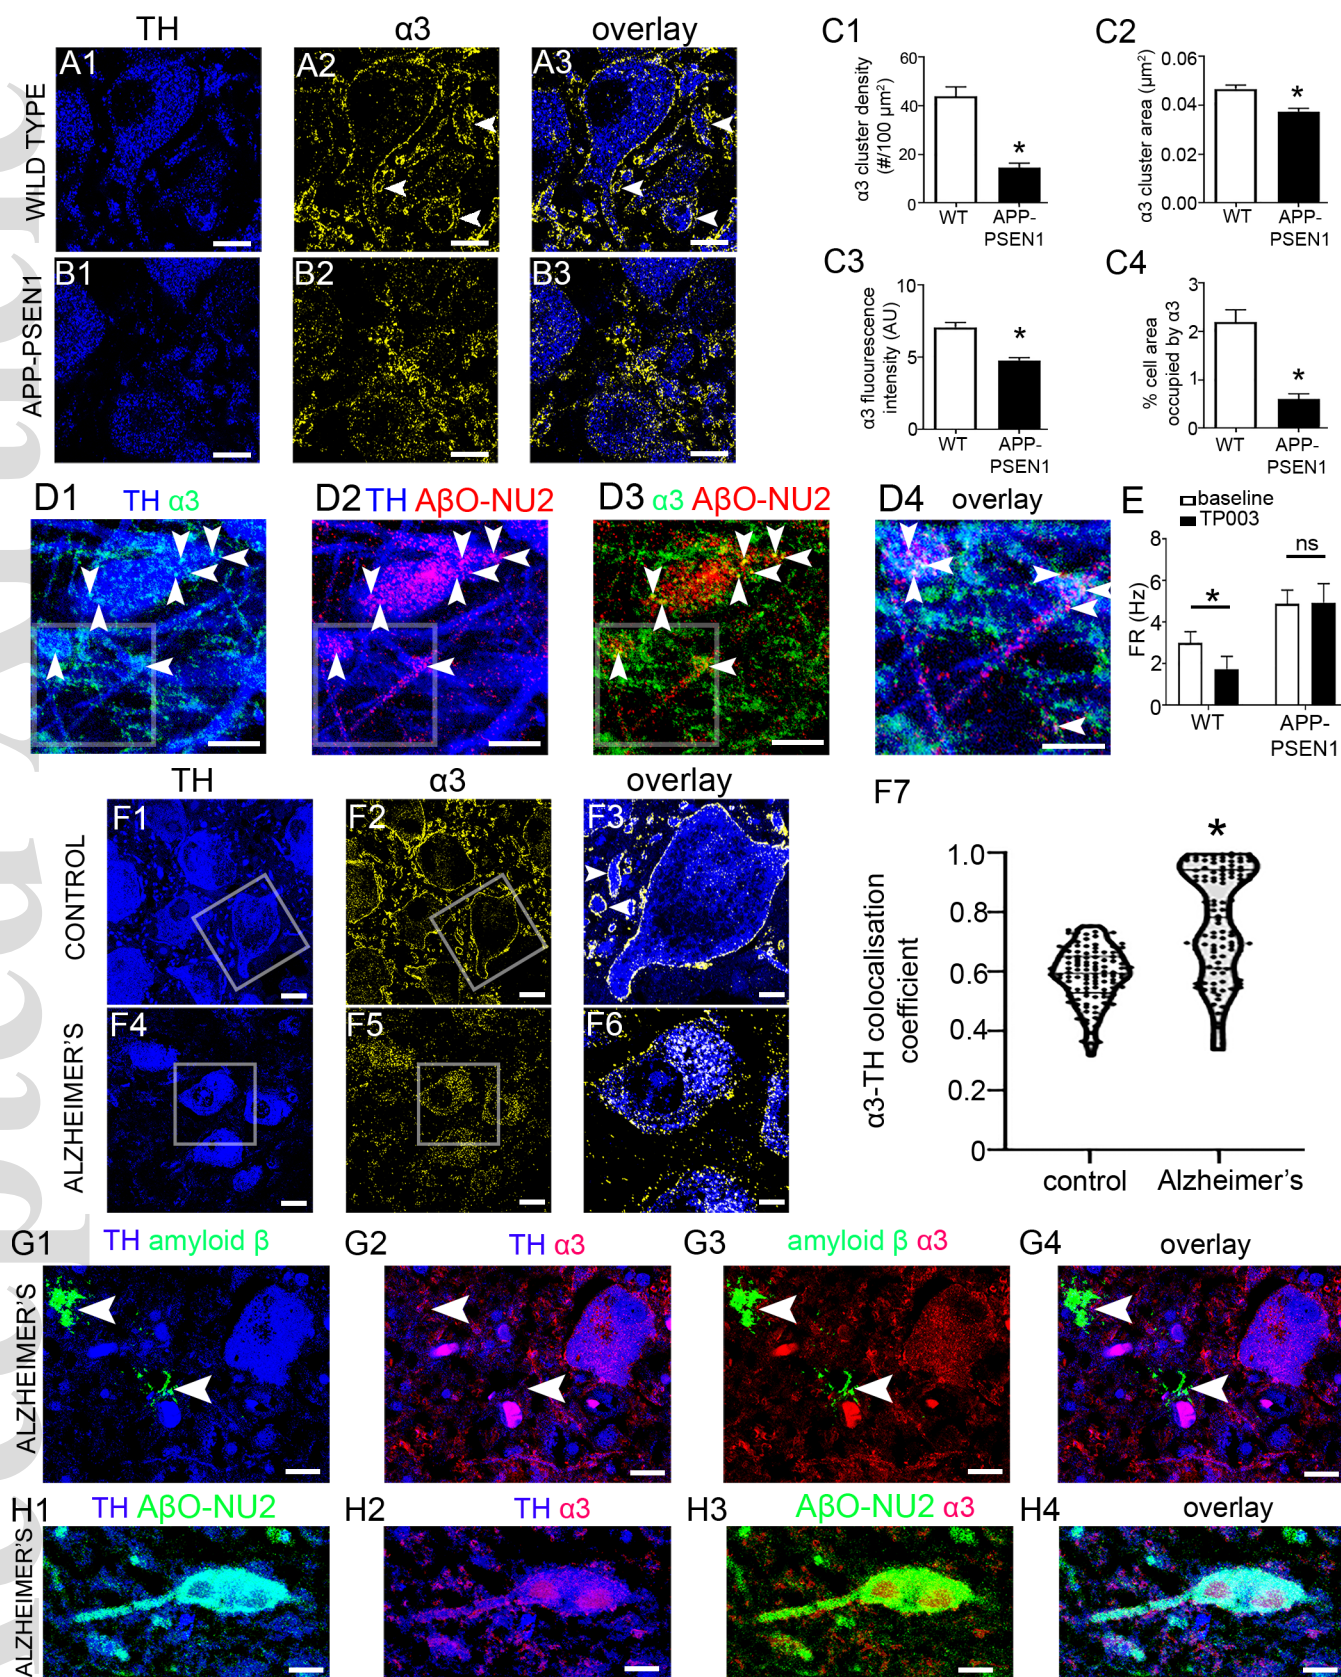 TH
α3
overlay
WILD TYPE
A1
A2
A3
APP-PSEN1
B1
B2
B3
C1
α3 cluster density
(#/100 µm²)
60
40
20
0
*
WT
APP-
PSEN1
C2
α3 cluster area (µm²)
0.06
0.04
0.02
0.00
*
WT
APP-
PSEN1
C3
α3 fluourescence
intensity (AU)
10
5
0
*
WT
APP-
PSEN1
C4
% cell area
occupied by α3
3
2
1
0
*
WT
APP-
PSEN1
D1
TH α3
D2
TH AβO-NU2
D3
α3 AβO-NU2
D4
overlay
E
baseline
TP003
FR (Hz)
8
6
4
2
0
*
ns
WT
APP-
PSEN1
TH
α3
overlay
CONTROL
F1
F2
F3
ALZHEIMER'S
F4
F5
F6
F7
α3-TH colocalisation
coefficient
1.0
0.8
0.6
0.4
0.2
0
*
control
Alzheimer's
ALZHEIMER'S
G1
TH amyloid β
G2
TH α3
G3
amyloid β α3
G4
overlay
ALZHEIMER'S
H1
TH AβO-NU2
H2
TH α3
H3
AβO-NU2 α3
H4
overlay